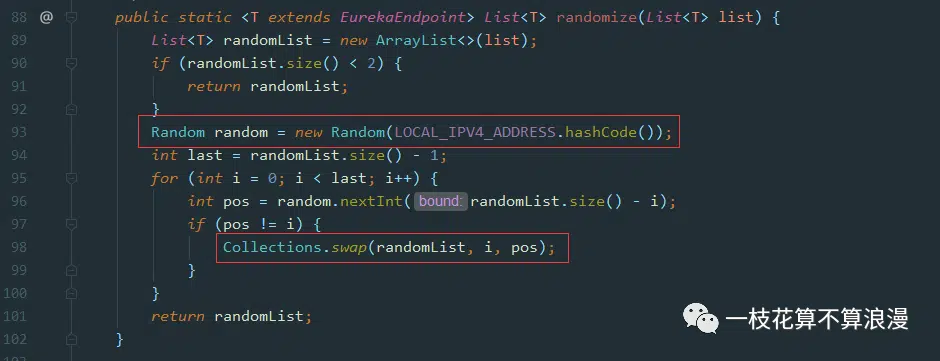 88 @ public static <T extends EurekaEndpoint> List<T> randomize(List<T> list) {
89 List<T> randomList = new ArrayList<>(list);
90 if (randomList.size() < 2) {
91 return randomList;
92 }
93 Random random = new Random(LOCAL_IPV4_ADDRESS.hashCode());
94 int last = randomList.size() - 1;
95 for (int i = 0; i < last; i++) {
96 int pos = random.nextInt( bound: randomList.size() - i);
97 if (pos != i) {
98 Collections.swap(randomList, i, pos);
99 }
100 }
101 return randomList;
102 }
一枝花算不算浪漫